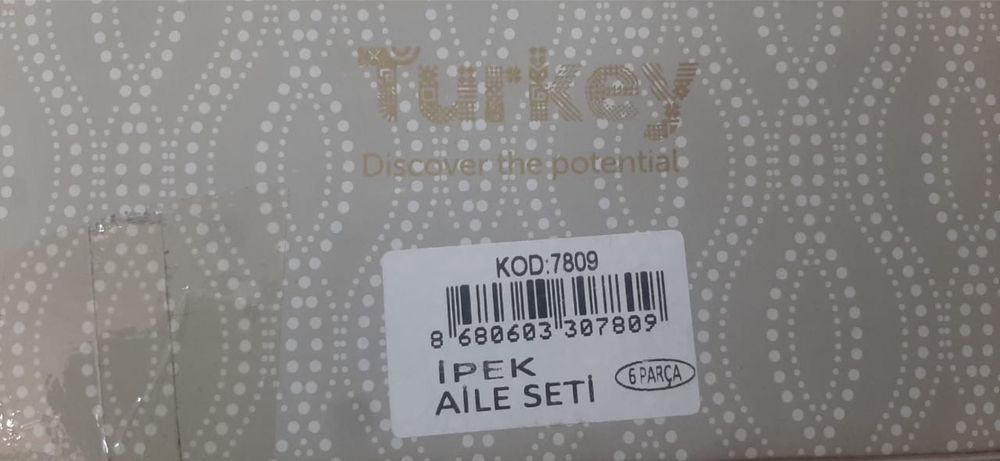 Turkey
Discover the potential
KOD:7809
8 680603 307809
İPEK
AİLE SETİ
6 PARÇA